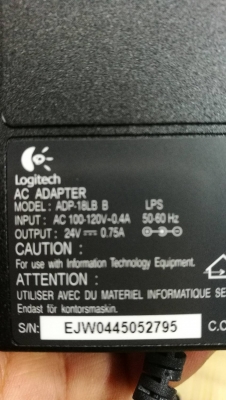 Logitech
AC ADAPTER
MODEL: ADP-18LB B LPS
INPUT: AC 100-120V~0.4A 50-60 Hz
OUTPUT: 24V ⎓ 0.75A
CAUTION :
For use with Information Technology Equipment.
ATTENTION :
UTILISER AVEC DU MATERIEL INFORMATIQUE SE
Endast för kontorsmaskin.
S/N: EJW0445052795 C.C